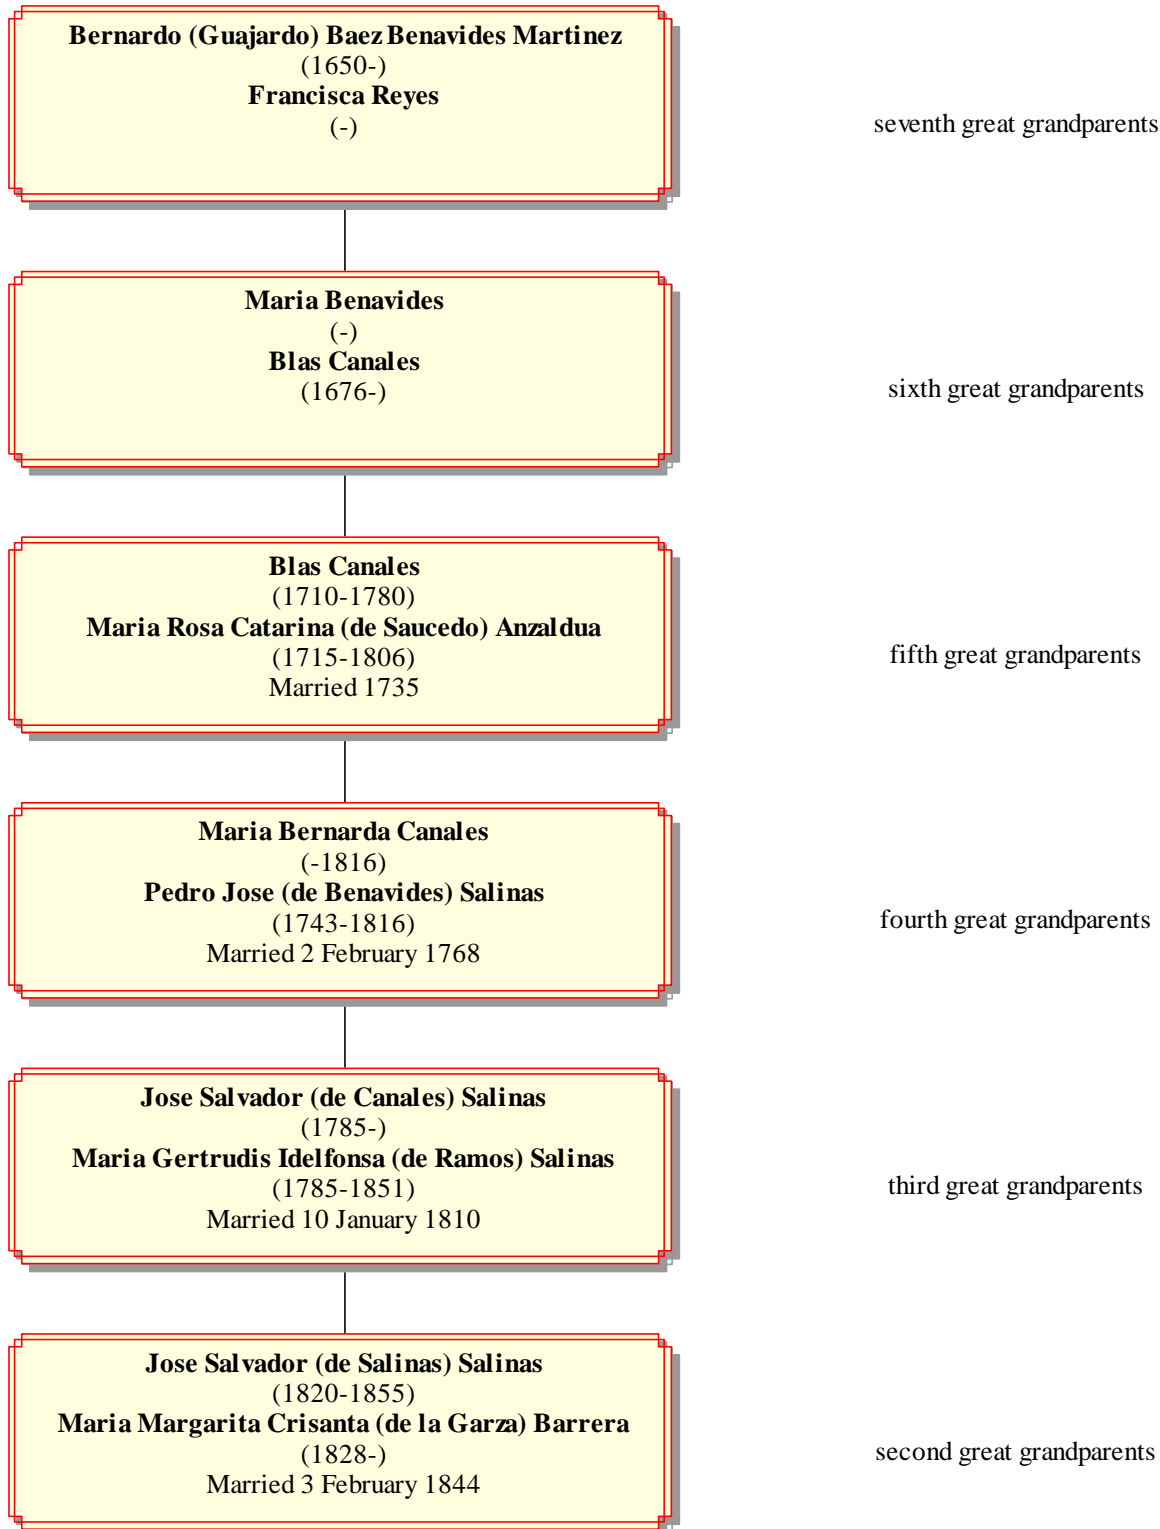 Bernardo (Guajardo) Baez Benavides Martinez
(1650-)
Francisca Reyes
(-)
seventh great grandparents
Maria Benavides
(-)
Blas Canales
(1676-)
sixth great grandparents
Blas Canales
(1710-1780)
Maria Rosa Catarina (de Saucedo) Anzaldua
(1715-1806)
Married 1735
fifth great grandparents
Maria Bernarda Canales
(-1816)
Pedro Jose (de Benavides) Salinas
(1743-1816)
Married 2 February 1768
fourth great grandparents
Jose Salvador (de Canales) Salinas
(1785-)
Maria Gertrudis Idelfonsa (de Ramos) Salinas
(1785-1851)
Married 10 January 1810
third great grandparents
Jose Salvador (de Salinas) Salinas
(1820-1855)
Maria Margarita Crisanta (de la Garza) Barrera
(1828-)
Married 3 February 1844
second great grandparents